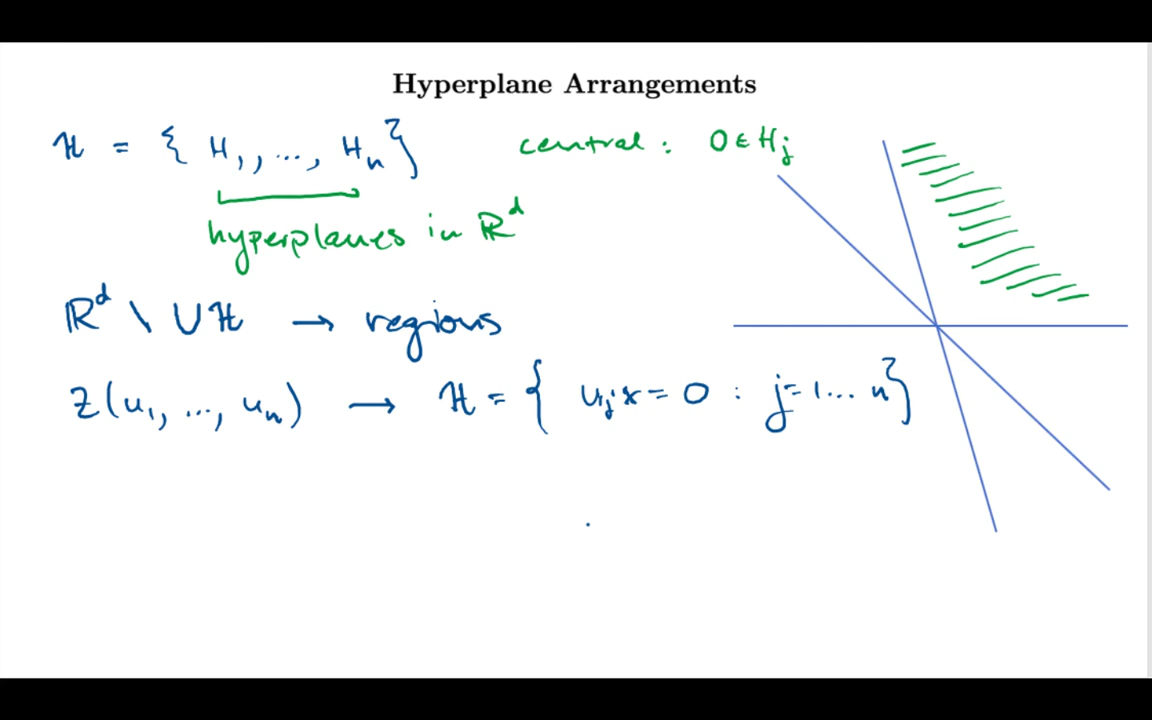 Hyperplane Arrangements
ℋ = { H₁, ..., Hₙ }
central : 0 ∈ Hⱼ
hyperplanes in ℝᵈ
ℝᵈ \ ∪ℋ → regions
Z(u₁, ..., uₙ) → ℋ = { uⱼ·x = 0 : j=1...n }